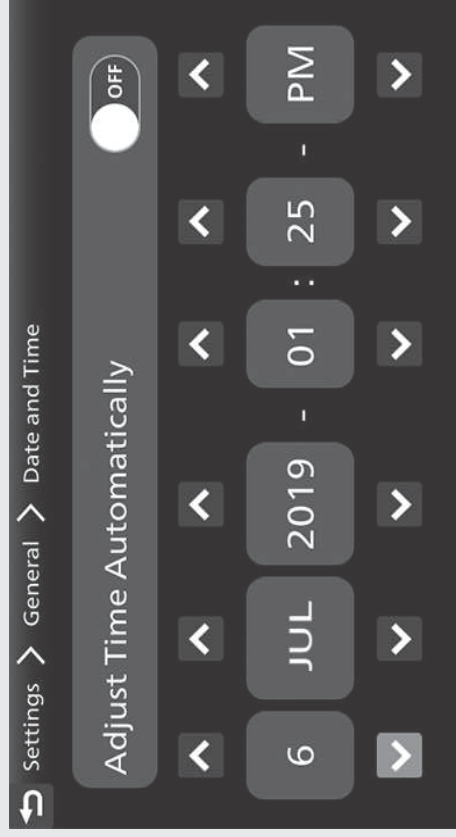 Settings > General > Date and Time
Adjust Time Automatically OFF
6 JUL 2019 - 01 : 25 - PM